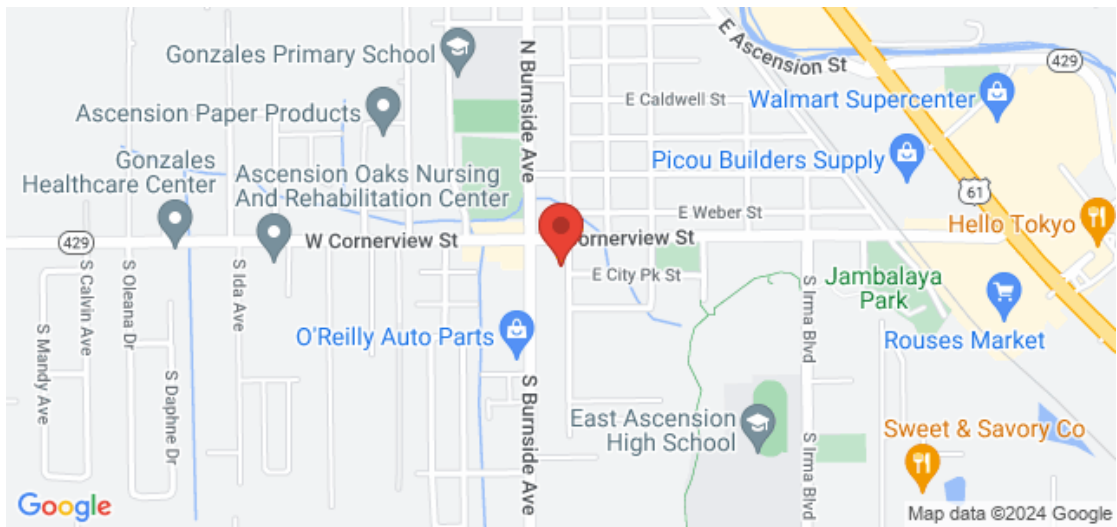 N Burnside Ave
E Ascension St
429
Gonzales Primary School
E Caldwell St
Walmart Supercenter
Ascension Paper Products
Picou Builders Supply
Gonzales
Healthcare Center
Ascension Oaks Nursing
And Rehabilitation Center
61
E Weber St
Hello Tokyo
429
W Cornerview St
ornerview St
E City Pk St
Jambalaya
Park
S Calvin Ave
S Oleana Dr
S Ida Ave
S Irma Blvd
O'Reilly Auto Parts
Rouses Market
S Mandy Ave
S Daphne Dr
S Burnside Ave
East Ascension
High School
Sweet & Savory Co
S Irma Blvd
Google
Map data ©2024 Google